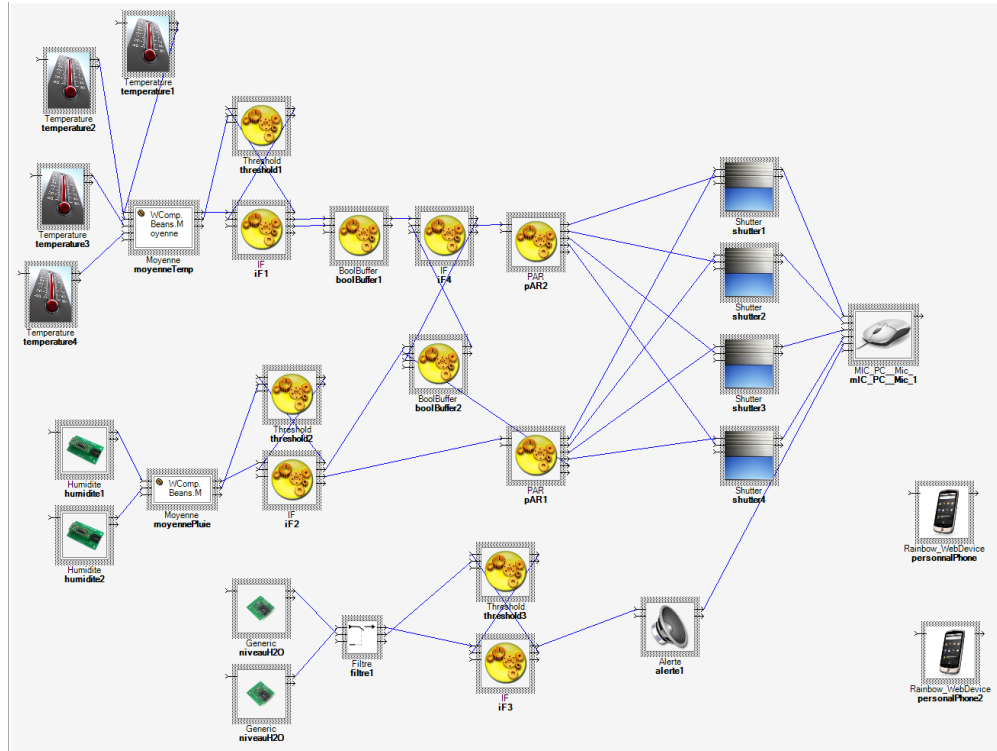 Temperature
temperature1
Temperature
temperature2
Threshold
threshold1
Temperature
temperature3
WComp.
Beans.M
oyenne
Moyenne
moyenneTemp
IF
iF1
BoolBuffer
boolBuffer1
IF
iF4
PAR
pAR2
Shutter
shutter1
Temperature
temperature4
Shutter
shutter2
MIC_PC__Mic_
mIC_PC__Mic_1
BoolBuffer
boolBuffer2
Shutter
shutter3
Threshold
threshold2
Humidite
humidite1
WComp.
Beans.M
Moyenne
moyennePluie
IF
iF2
PAR
pAR1
Shutter
shutter4
Humidite
humidite2
Rainbow_WebDevice
personnalPhone
Threshold
threshold3
Generic
niveauH2O
Filtre
filtre1
IF
iF3
Alerte
alerte1
Rainbow_WebDevice
personalPhone2
Generic
niveauH2O